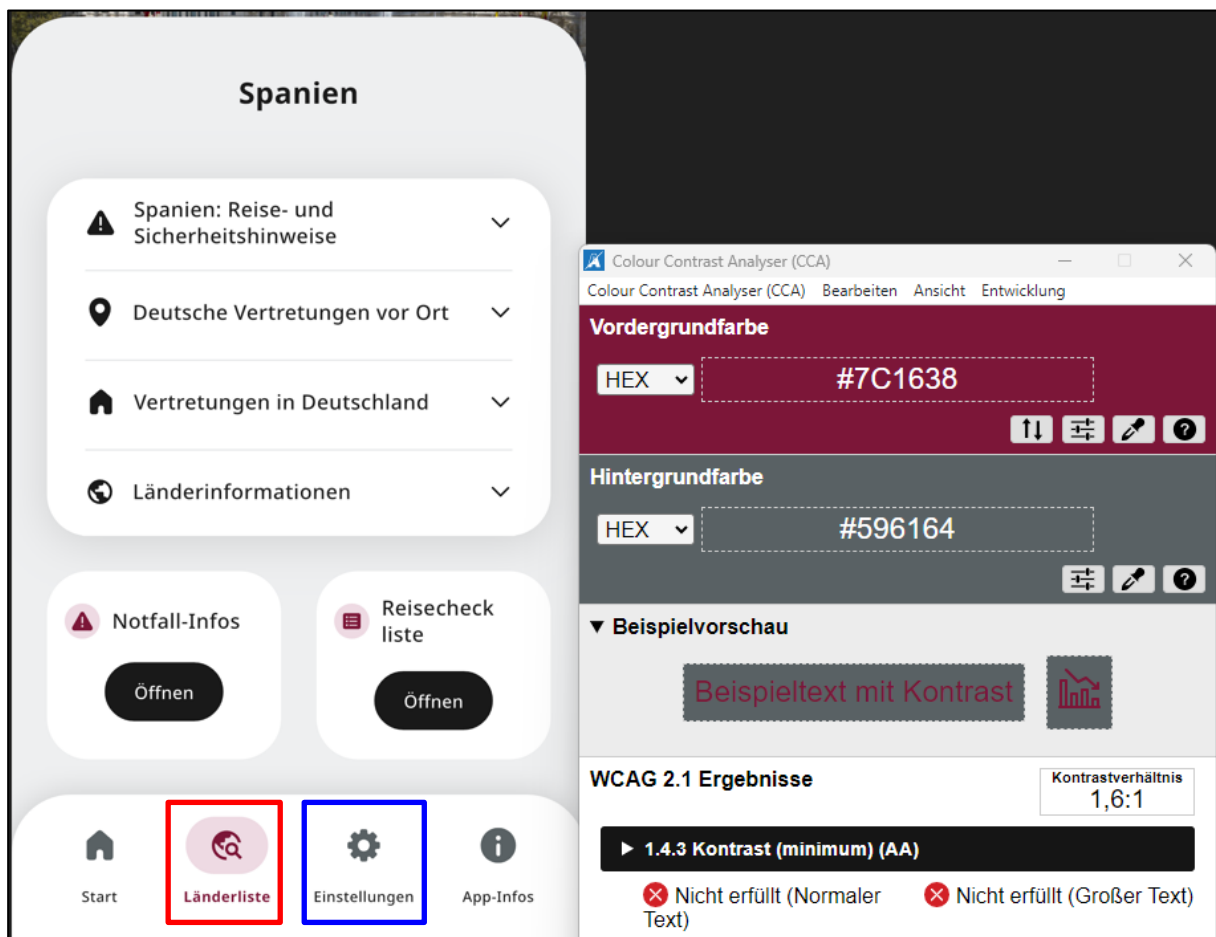 Spanien
Spanien: Reise- und
Sicherheitshinweise
Deutsche Vertretungen vor Ort
Vertretungen in Deutschland
Länderinformationen
Notfall-Infos
Öffnen
Reisecheck
liste
Öffnen
Start
Länderliste
Einstellungen
App-Infos
Colour Contrast Analyser (CCA)
Colour Contrast Analyser (CCA) Bearbeiten Ansicht Entwicklung
Vordergrundfarbe
HEX #7C1638
Hintergrundfarbe
HEX #596164
▼ Beispielvorschau
Beispieltext mit Kontrast
WCAG 2.1 Ergebnisse
Kontrastverhältnis
1,6:1
▶ 1.4.3 Kontrast (minimum) (AA)
Nicht erfüllt (Normaler
Text)
Nicht erfüllt (Großer Text)